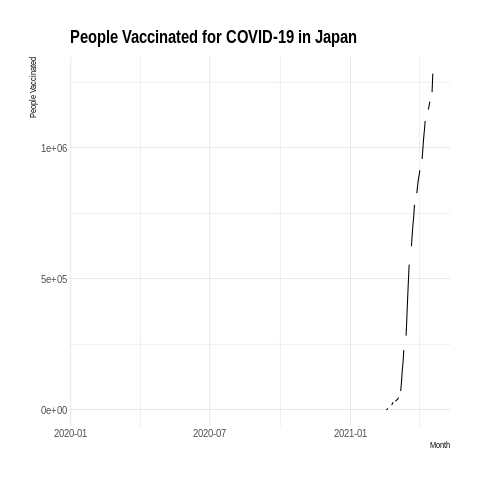 People Vaccinated for COVID-19 in Japan
People Vaccinated
1e+06
5e+05
0e+00
2020-01 2020-07 2021-01
Month